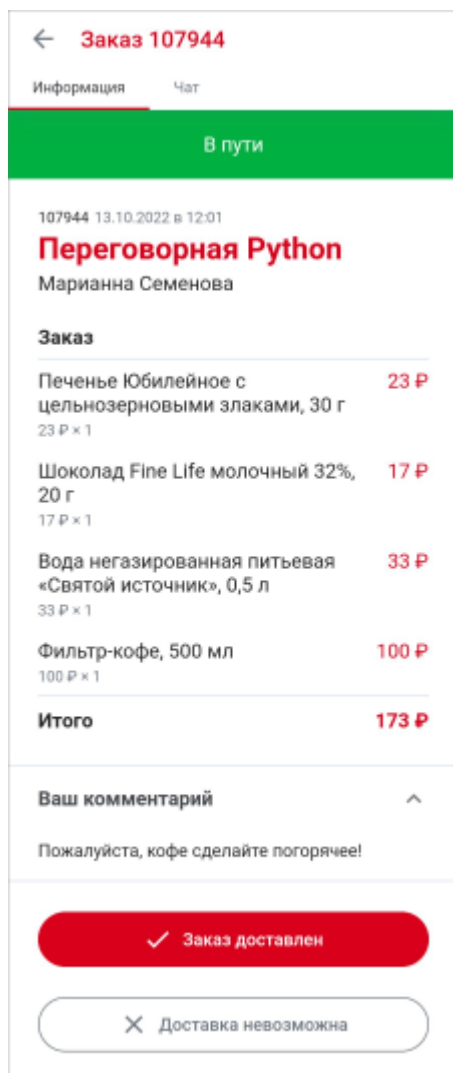 Заказ 107944
Информация Чат
В пути
107944 13.10.2022 в 12:01
Переговорная Python
Марианна Семенова
Заказ
Печенье Юбилейное с 23 ₽
цельнозерновыми злаками, 30 г
23 ₽ × 1
Шоколад Fine Life молочный 32%, 17 ₽
20 г
17 ₽ × 1
Вода негазированная питьевая 33 ₽
«Святой источник», 0,5 л
33 ₽ × 1
Фильтр-кофе, 500 мл 100 ₽
100 ₽ × 1
Итого 173 ₽
Ваш комментарий
Пожалуйста, кофе сделайте погорячее!
Заказ доставлен
Доставка невозможна